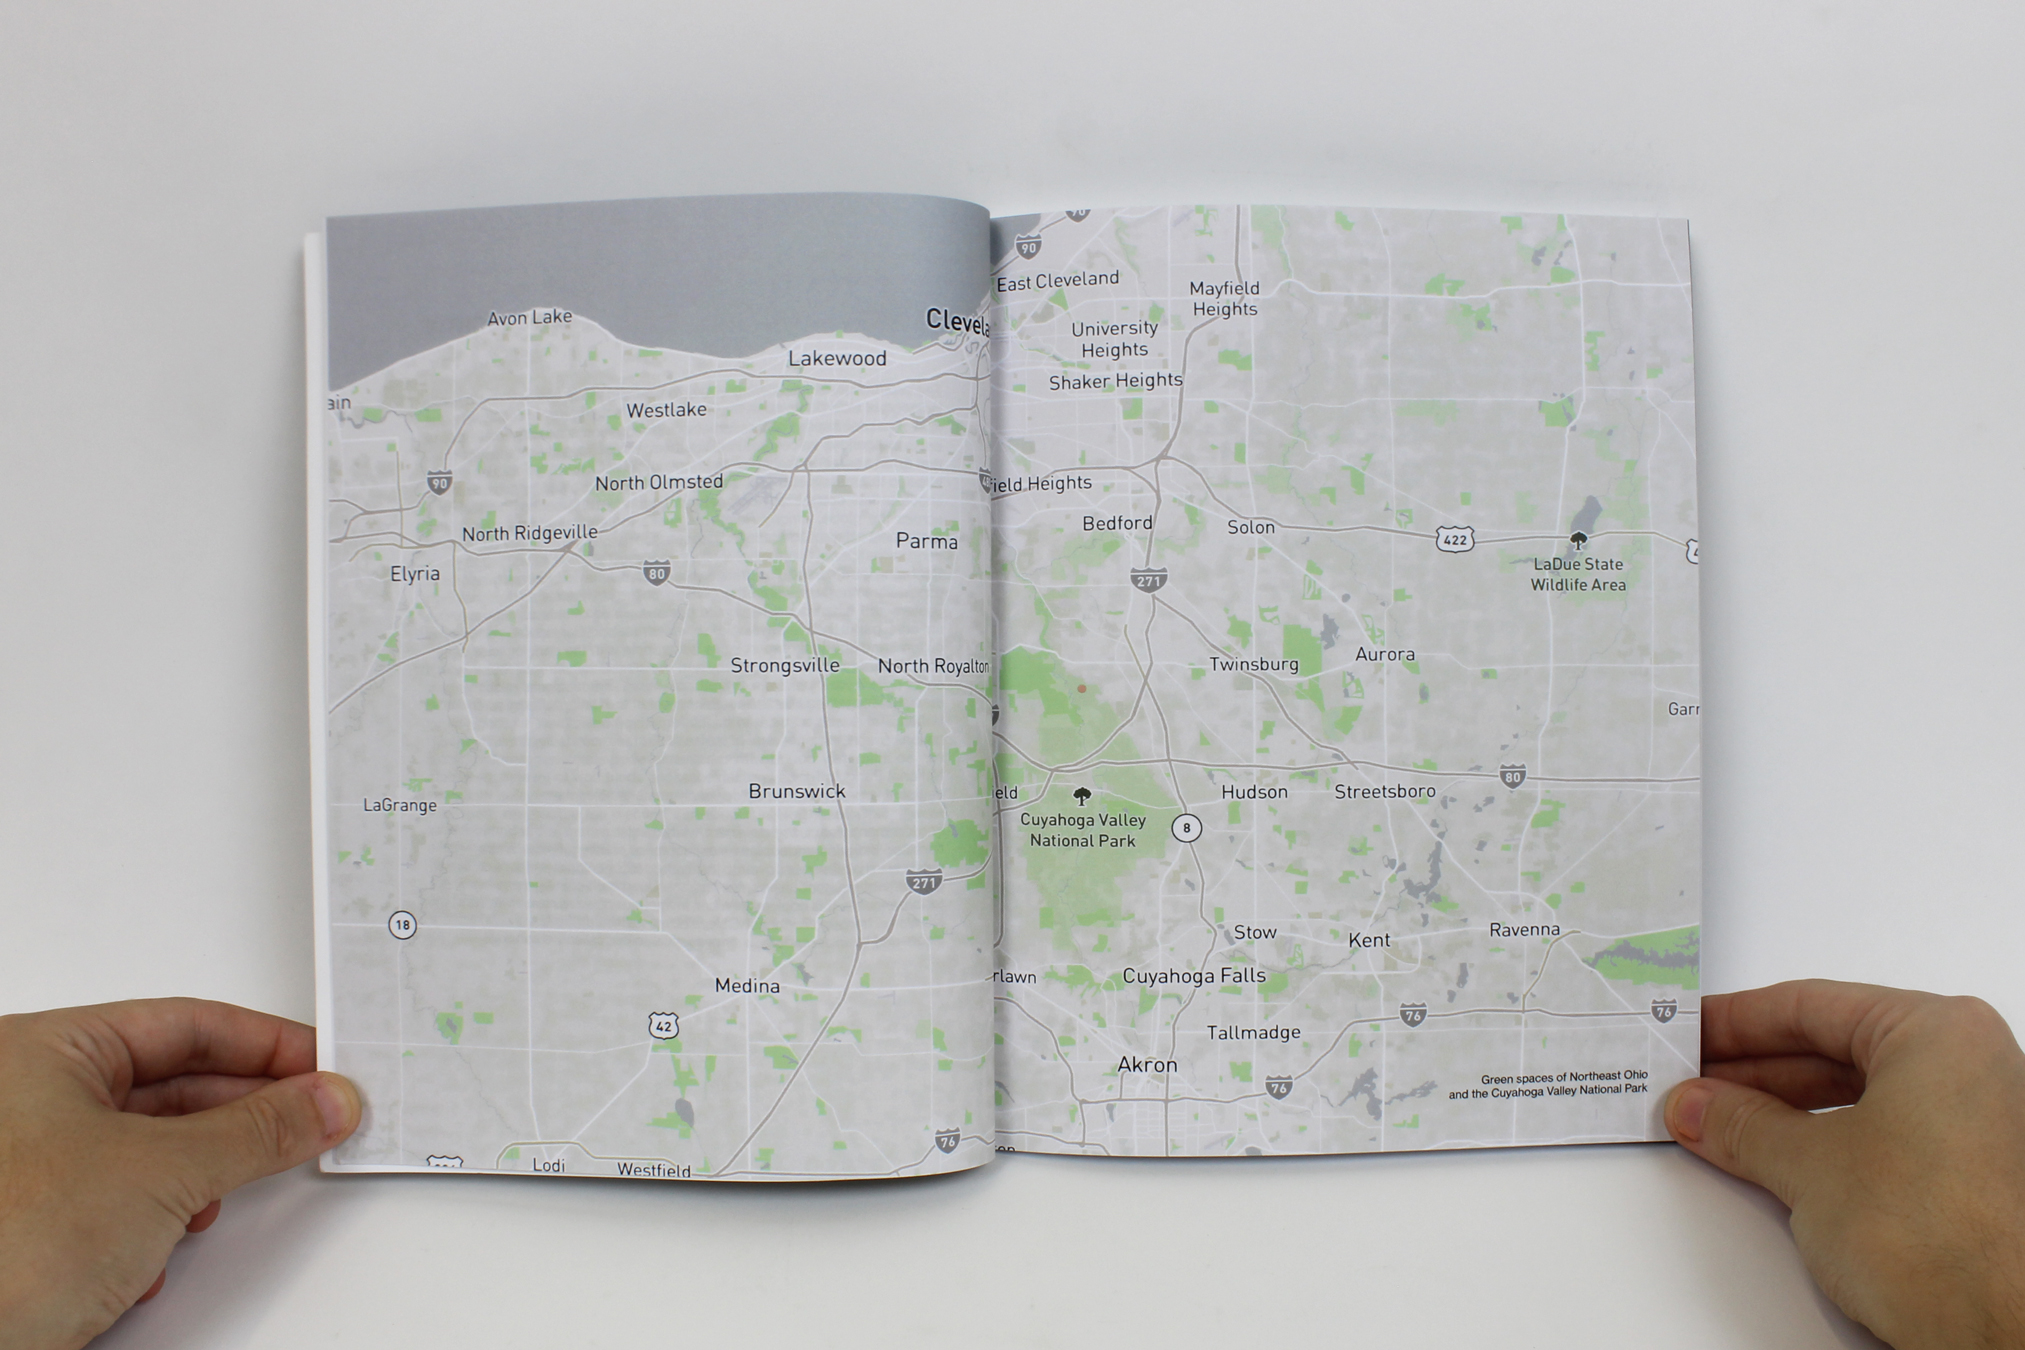 Avon Lake
Clevela
Lakewood
ain
Westlake
90
North Olmsted
North Ridgeville
Parma
Elyria
80
Strongsville
North Royalton
Brunswick
LaGrange
271
18
Medina
42
76
Lodi
Westfield
90
90
East Cleveland
Mayfield
Heights
University
Heights
Shaker Heights
field Heights
Bedford
Solon
422
LaDue State
Wildlife Area
271
Twinsburg
Aurora
Garr
80
eld
Hudson
Streetsboro
Cuyahoga Valley
National Park
8
Stow
Kent
Ravenna
rlawn
Cuyahoga Falls
76
76
Tallmadge
Akron
76
Green spaces of Northeast Ohio
and the Cuyahoga Valley National Park